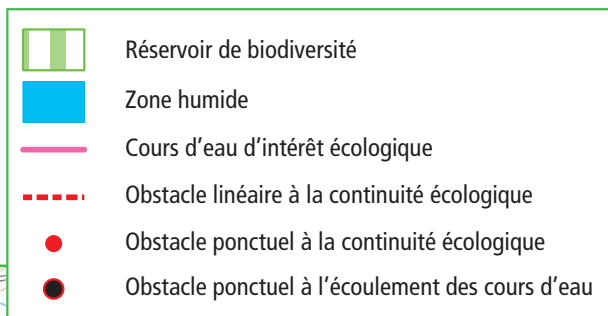 Réservoir de biodiversité
Zone humide
Cours d'eau d'intérêt écologique
Obstacle linéaire à la continuité écologique
Obstacle ponctuel à la continuité écologique
Obstacle ponctuel à l'écoulement des cours d'eau